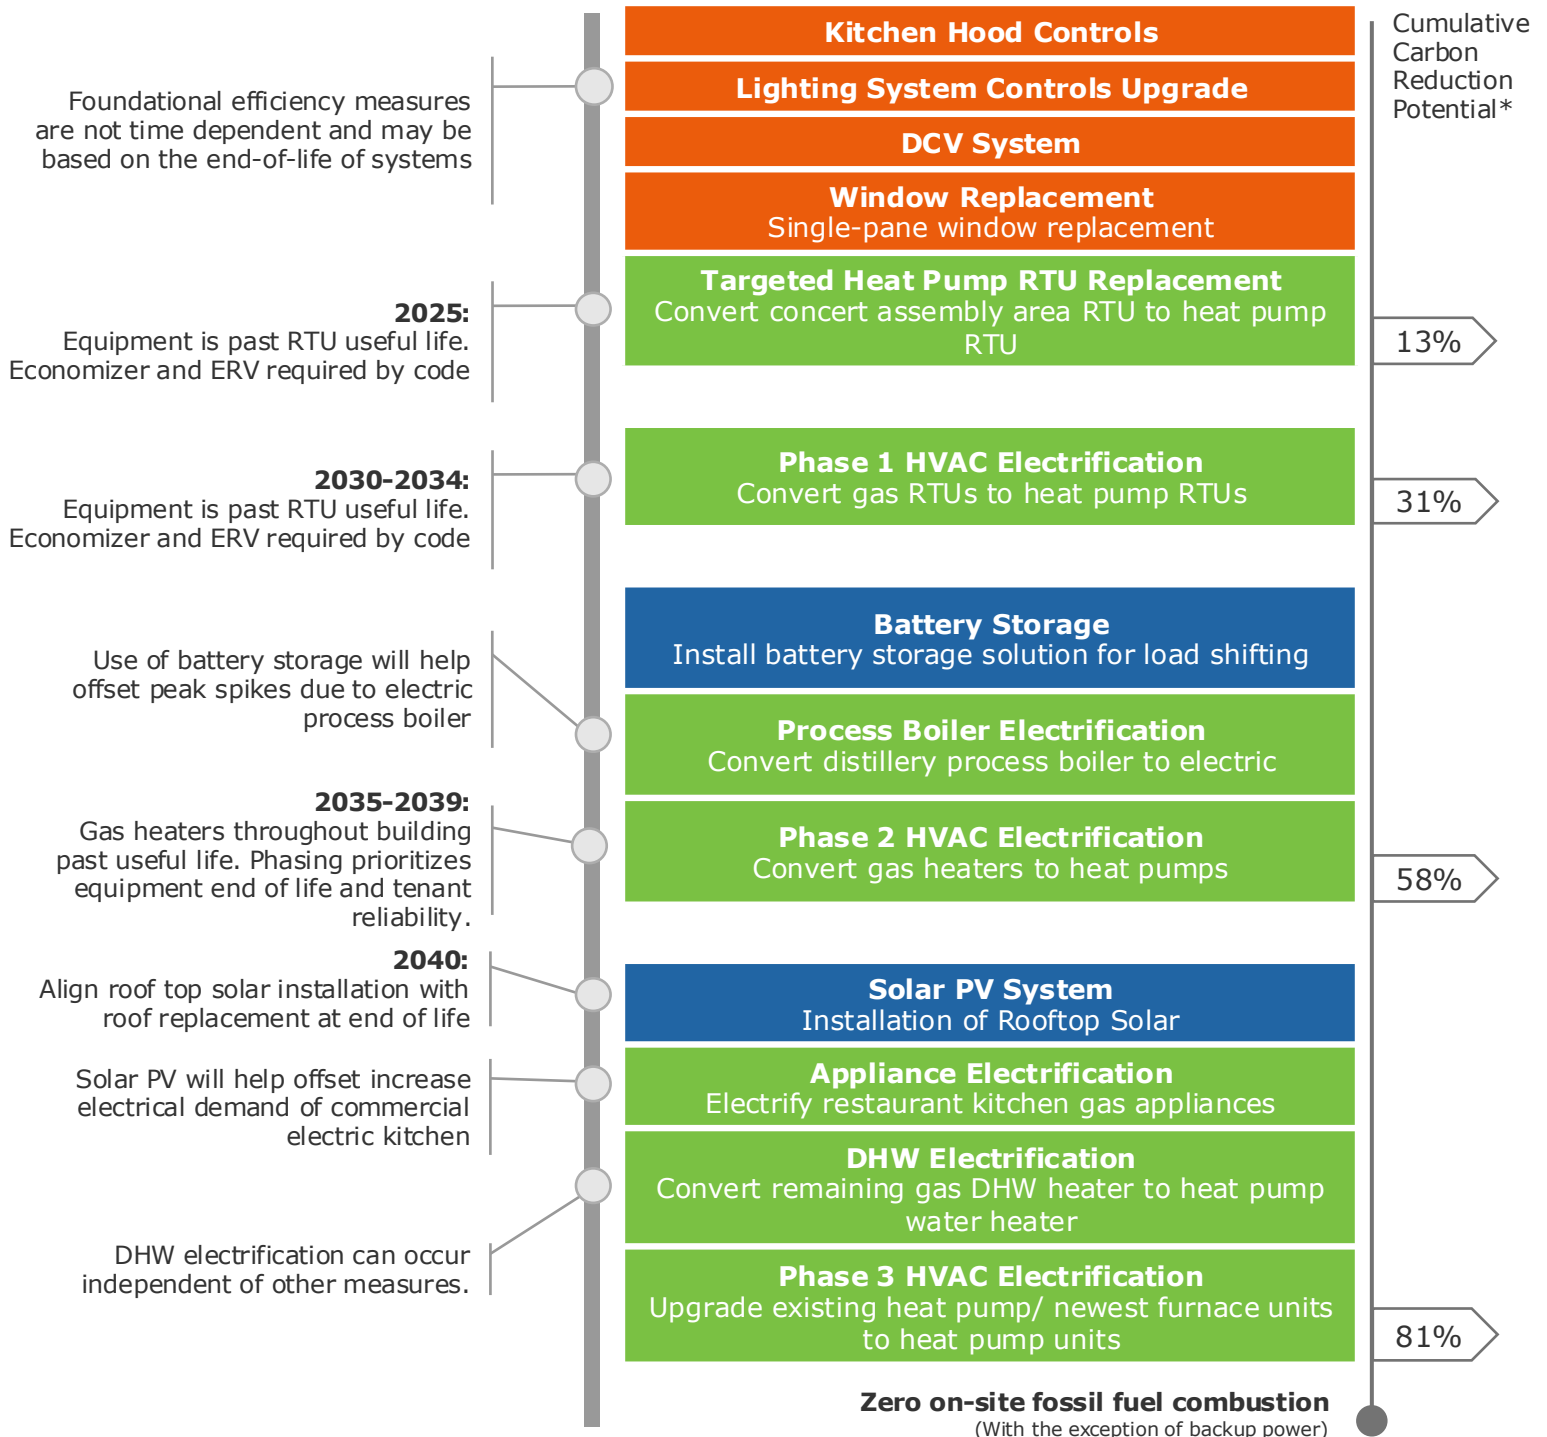 Kitchen Hood Controls
Cumulative
Carbon
Reduction
Potential*
Lighting System Controls Upgrade
Foundational efficiency measures
are not time dependent and may be
based on the end-of-life of systems
DCV System
Window Replacement
Single-pane window replacement
Targeted Heat Pump RTU Replacement
Convert concert assembly area RTU to heat pump
RTU
2025:
Equipment is past RTU useful life.
Economizer and ERV required by code
13%
Phase 1 HVAC Electrification
Convert gas RTUs to heat pump RTUs
2030-2034:
Equipment is past RTU useful life.
Economizer and ERV required by code
31%
Battery Storage
Install battery storage solution for load shifting
Use of battery storage will help
offset peak spikes due to electric
process boiler
Process Boiler Electrification
Convert distillery process boiler to electric
2035-2039:
Gas heaters throughout building
past useful life. Phasing prioritizes
equipment end of life and tenant
reliability.
Phase 2 HVAC Electrification
Convert gas heaters to heat pumps
58%
2040:
Align roof top solar installation with
roof replacement at end of life
Solar PV System
Installation of Rooftop Solar
Solar PV will help offset increase
electrical demand of commercial
electric kitchen
Appliance Electrification
Electrify restaurant kitchen gas appliances
DHW Electrification
Convert remaining gas DHW heater to heat pump
water heater
DHW electrification can occur
independent of other measures.
Phase 3 HVAC Electrification
Upgrade existing heat pump/ newest furnace units
to heat pump units
81%
Zero on-site fossil fuel combustion
(With the exception of backup power)